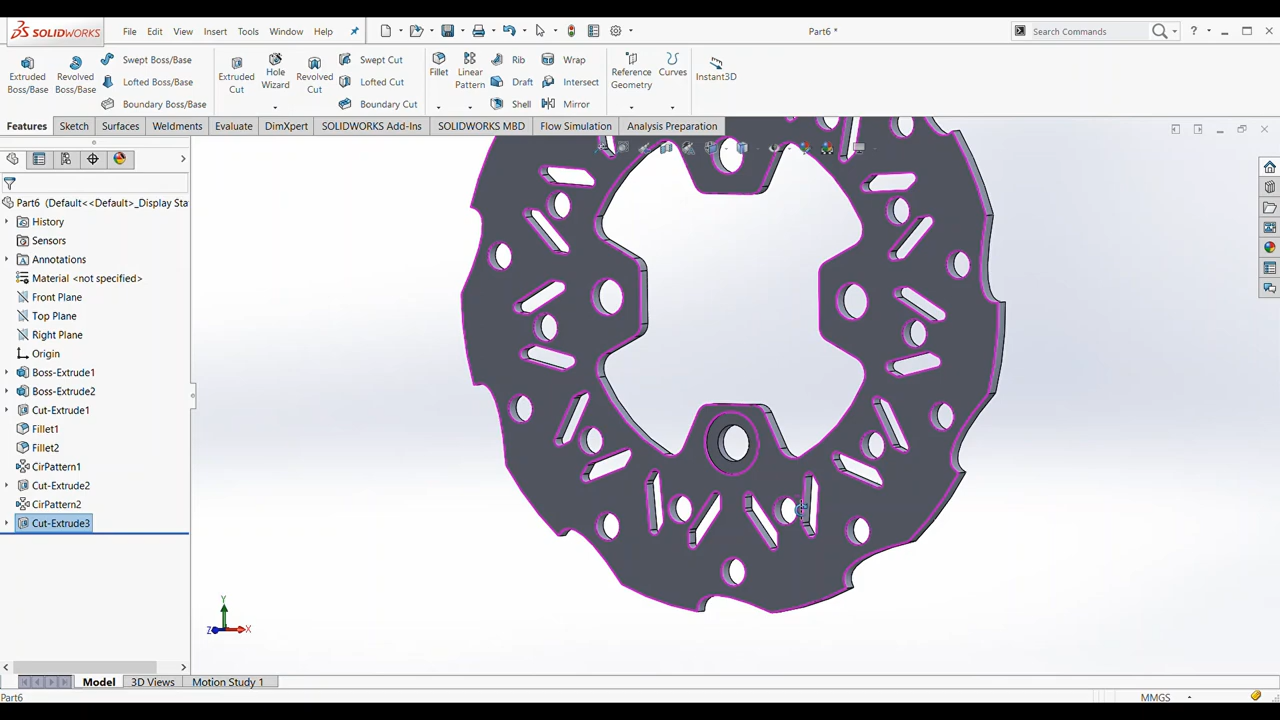 SOLIDWORKS File Edit View Insert Tools Window Help Part6 * Search Commands ?
Extruded Boss/Base Revolved Boss/Base Swept Boss/Base Lofted Boss/Base Boundary Boss/Base Extruded Cut Hole Wizard Revolved Cut Swept Cut Lofted Cut Boundary Cut Fillet Linear Pattern Rib Draft Shell Wrap Intersect Mirror Reference Geometry Curves Instant3D
Features Sketch Surfaces Weldments Evaluate DimXpert SOLIDWORKS Add-Ins SOLIDWORKS MBD Flow Simulation Analysis Preparation
Part6 (Default<<Default>_Display Sta
History
Sensors
Annotations
Material <not specified>
Front Plane
Top Plane
Right Plane
Origin
Boss-Extrude1
Boss-Extrude2
Cut-Extrude1
Fillet1
Fillet2
CirPattern1
Cut-Extrude2
CirPattern2
Cut-Extrude3
Y
Z X
Model 3D Views Motion Study 1
Part6 MMGS